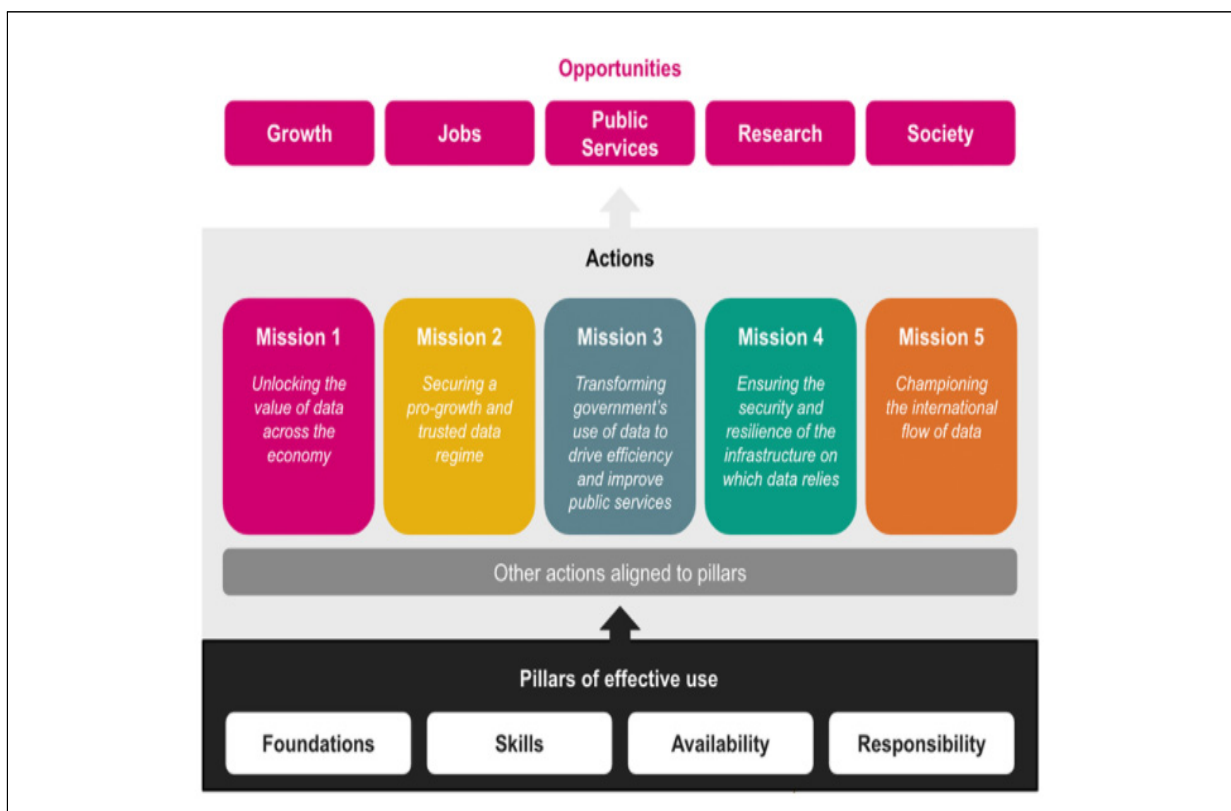 Opportunities
Growth
Jobs
Public
Services
Research
Society
Actions
Mission 1
Unlocking the
value of data
across the
economy
Mission 2
Securing a
pro-growth and
trusted data
regime
Mission 3
Transforming
government's
use of data to
drive efficiency
and improve
public services
Mission 4
Ensuring the
security and
resilience of the
infrastructure on
which data relies
Mission 5
Championing
the international
flow of data
Other actions aligned to pillars
Pillars of effective use
Foundations
Skills
Availability
Responsibility